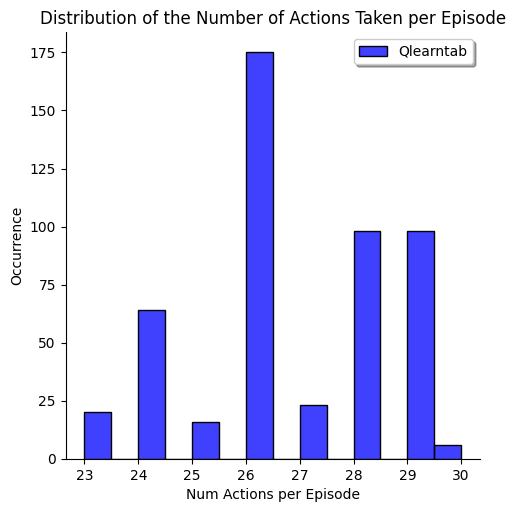 Distribution of the Number of Actions Taken per Episode
Qlearntab
Occurrence
175
150
125
100
75
50
25
0
23 24 25 26 27 28 29 30
Num Actions per Episode